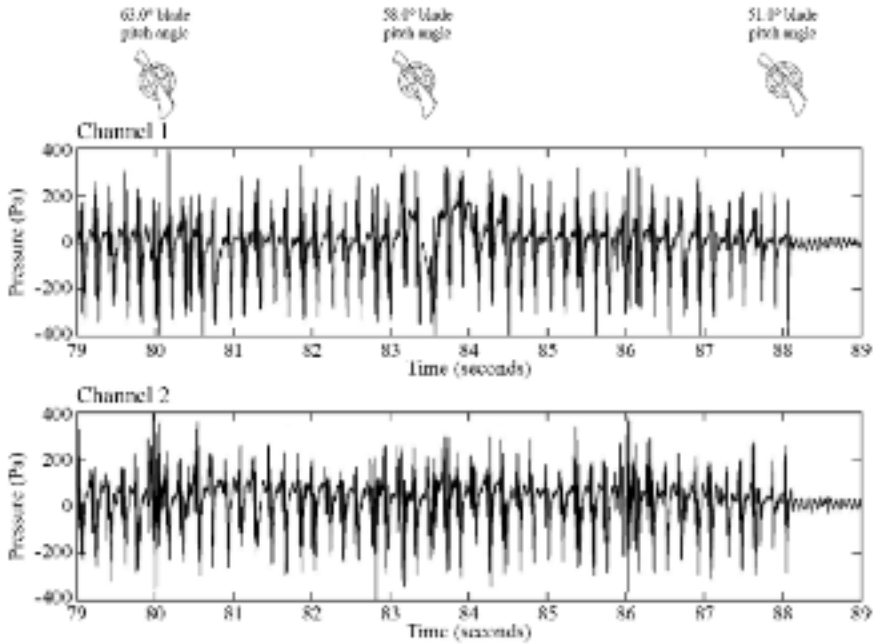 63.0° blade
pitch angle
58.0° blade
pitch angle
51.0° blade
pitch angle
Channel 1
Pressure (Pa)
400
200
0
-200
-400
79 80 81 82 83 84 85 86 87 88 89
Time (seconds)
Channel 2
Pressure (Pa)
400
200
0
-200
-400
79 80 81 82 83 84 85 86 87 88 89
Time (seconds)